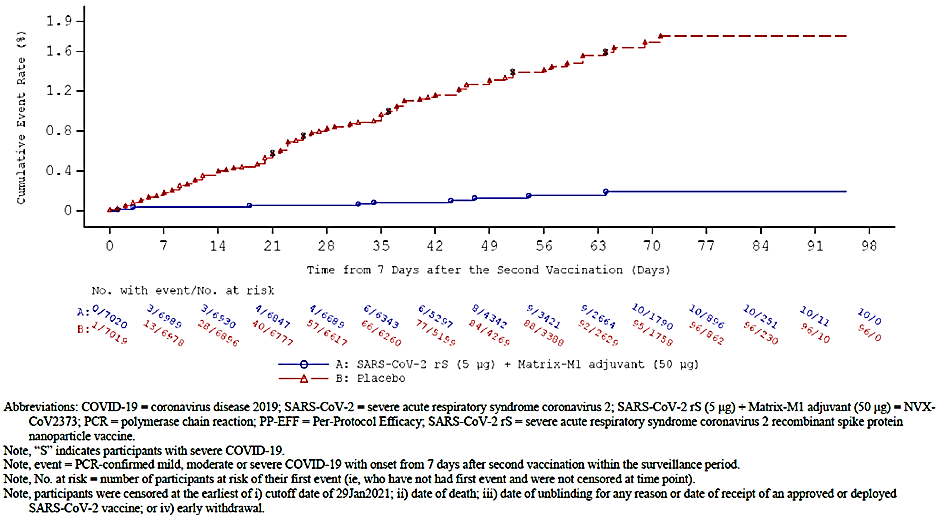 Cumulative Event Rate (%)
1.9
1.6
1.2
0.8
0.4
0
0 7 14 21 28 35 42 49 56 63 71 77 84 91 98
Time from 7 Days after the Second Vaccination (Days)
No. with event/No. at risk
A: 0/7020 3/6989 3/6930 4/6847 4/6689 6/6343 6/5297 8/4342 9/3421 9/2664 10/1790 10/896 10/251 10/11 10/0
B: 1/7019 13/6978 28/6896 40/6777 57/6617 66/6260 77/5159 84/4269 88/3388 92/2629 95/1758 96/862 96/230 96/10 96/0
A: SARS-CoV-2 rS (5 µg) + Matrix-M1 adjuvant (50 µg)
B: Placebo
Abbreviations: COVID-19 = coronavirus disease 2019; SARS-CoV-2 = severe acute respiratory syndrome coronavirus 2; SARS-CoV-2 rS (5 µg) + Matrix-M1 adjuvant (50 µg) = NVX-
CoV2373; PCR = polymerase chain reaction; PP-EFF = Per-Protocol Efficacy; SARS-CoV-2 rS = severe acute respiratory syndrome coronavirus 2 recombinant spike protein
nanoparticle vaccine.
Note, “S” indicates participants with severe COVID-19.
Note, event = PCR-confirmed mild, moderate or severe COVID-19 with onset from 7 days after second vaccination within the surveillance period.
Note, No. at risk = number of participants at risk of their first event (ie, who have not had first event and were not censored at time point).
Note, participants were censored at the earliest of i) cutoff date of 29Jan2021; ii) date of death; iii) date of unblinding for any reason or date of receipt of an approved or deployed
SARS-CoV-2 vaccine; or iv) early withdrawal.